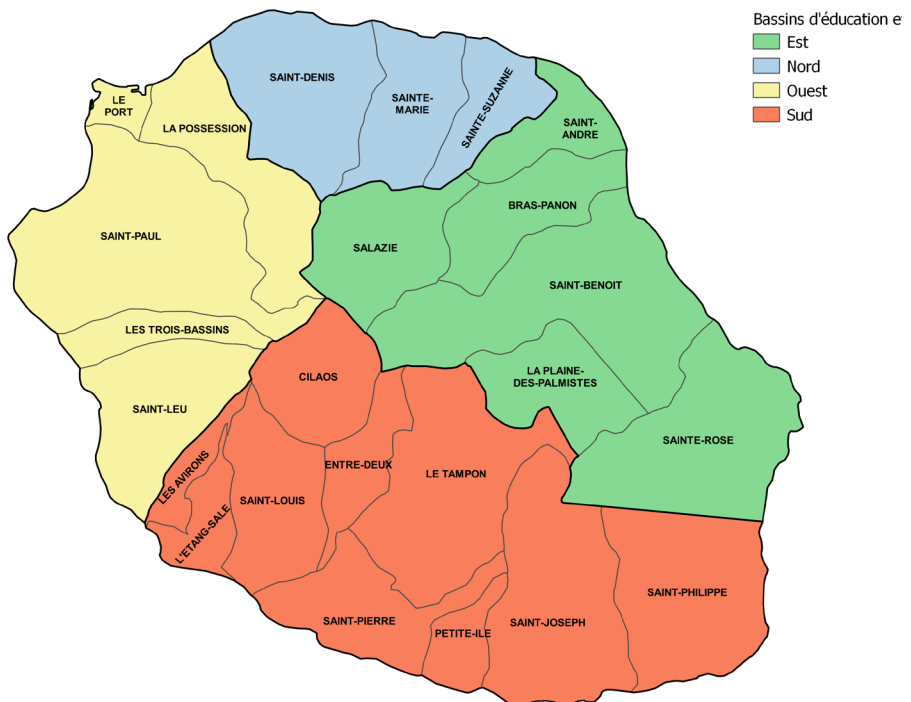 Bassins d'éducation e
Est
Nord
Ouest
Sud
SAINT-DENIS
SAINTE-
MARIE
SAINTE-SUZANNE
LE
PORT
LA POSSESSION
SAINT-
ANDRE
BRAS-PANON
SAINT-PAUL
SALAZIE
SAINT-BENOIT
LES TROIS-BASSINS
CILAOS
LA PLAINE-
DES-PALMISTES
SAINT-LEU
SAINTE-ROSE
LES AVIRONS
ENTRE-DEUX
LE TAMPON
SAINT-LOUIS
L'ETANG-SALE
SAINT-PHILIPPE
SAINT-PIERRE
PETITE-ILE
SAINT-JOSEPH